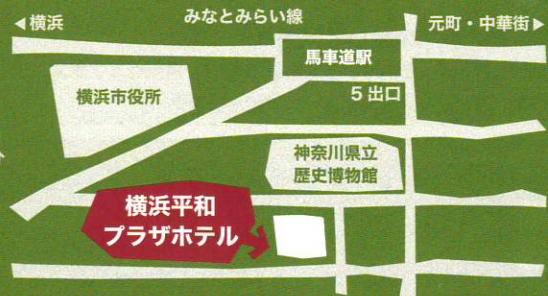 ◀横浜
みなとみらい線
元町・中華街▶
馬車道駅
横浜市役所
5出口
神奈川県立
歴史博物館
横浜平和
プラザホテル